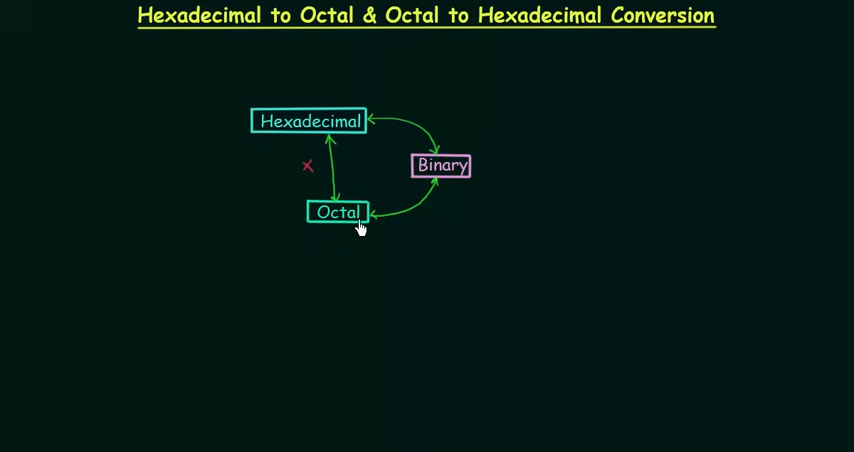 Hexadecimal to Octal & Octal to Hexadecimal Conversion
Hexadecimal
Binary
Octal